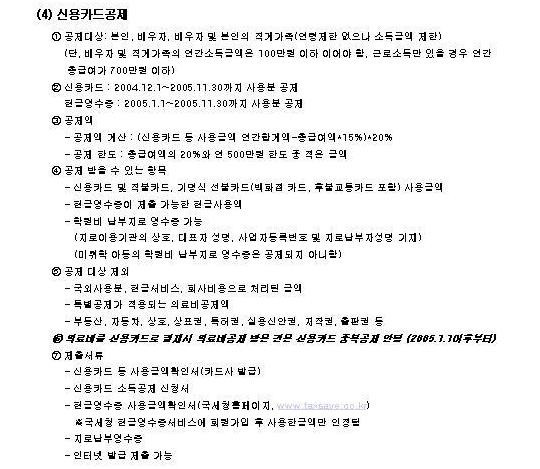 (4) 신용카드공제
① 공제대상: 본인, 배우자, 배우자 및 본인의 직계가족(연령제한 없으나 소득금액 제한)
(단, 배우자 및 직계가족의 연간소득금액은 100만원 이하 이어야 함, 근로소득만 있을 경우 연간
총급여가 700만원 이하)
② 신용카드 : 2004.12.1~2005.11.30까지 사용분 공제
현금영수증 : 2005.1.1~2005.11.30까지 사용분 공제
③ 공제액
- 공제액 계산 : (신용카드 등 사용금액 연간합계액-총급여액*15%)*20%
- 공제 한도 : 총급여액의 20%와 연 500만원 한도 중 적은 금액
④ 공제 받을 수 있는 항목
- 신용카드 및 직불카드, 기명식 선불카드(백화점 카드, 후불교통카드 포함) 사용금액
- 현금영수증이 제출 가능한 현금사용액
- 학원비 납부지로 영수증 가능
(지로이용기관의 상호, 대표자 성명, 사업자등록번호 및 지로납부자성명 기재)
(미취학 아동의 학원비 납부지로 영수증은 공제되지 아니함)
⑤ 공제 대상 제외
- 국외사용분, 현금서비스, 회사비용으로 처리된 금액
- 특별공제가 적용되는 의료비공제액
- 부동산, 자동차, 상호, 상표권, 특허권, 실용신안권, 저작권, 출판권 등
⑥ 의료비를 신용카드로 결제시 의료비공제 받은 것은 신용카드 중복공제 안됨 (2005.1.1이후부터)
⑦ 제출서류
- 신용카드 등 사용금액확인서(카드사 발급)
- 신용카드 소득공제 신청서
- 현금영수증 사용금액확인서(국세청홈페이지, www.taxsave.go.kr)
※국세청 현금영수증서비스에 회원가입 후 사용한금액만 인정됨
- 지로납부영수증
- 인터넷 발급 제출 가능